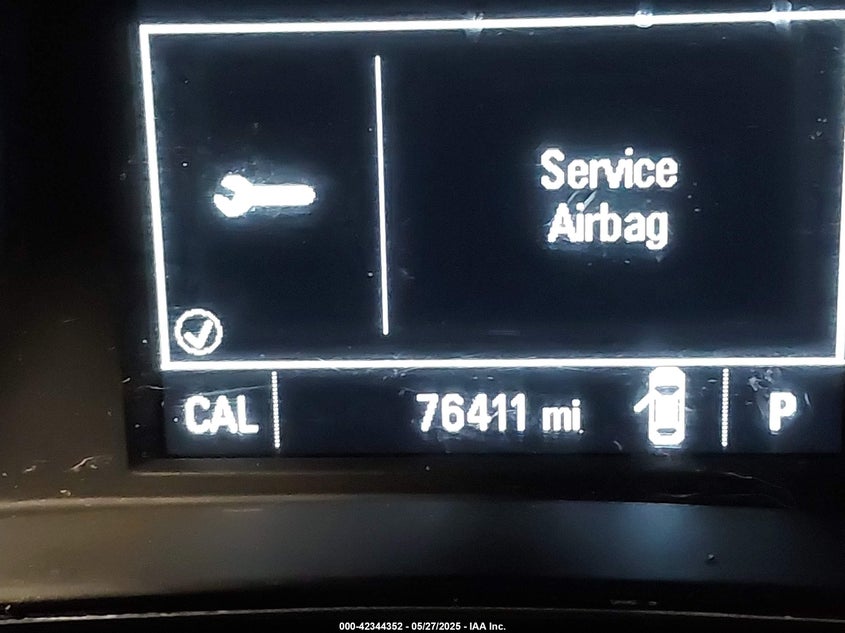 Service
Airbag
CAL 76411 mi P
000-42344352 - 05/27/2025 - IAA Inc.